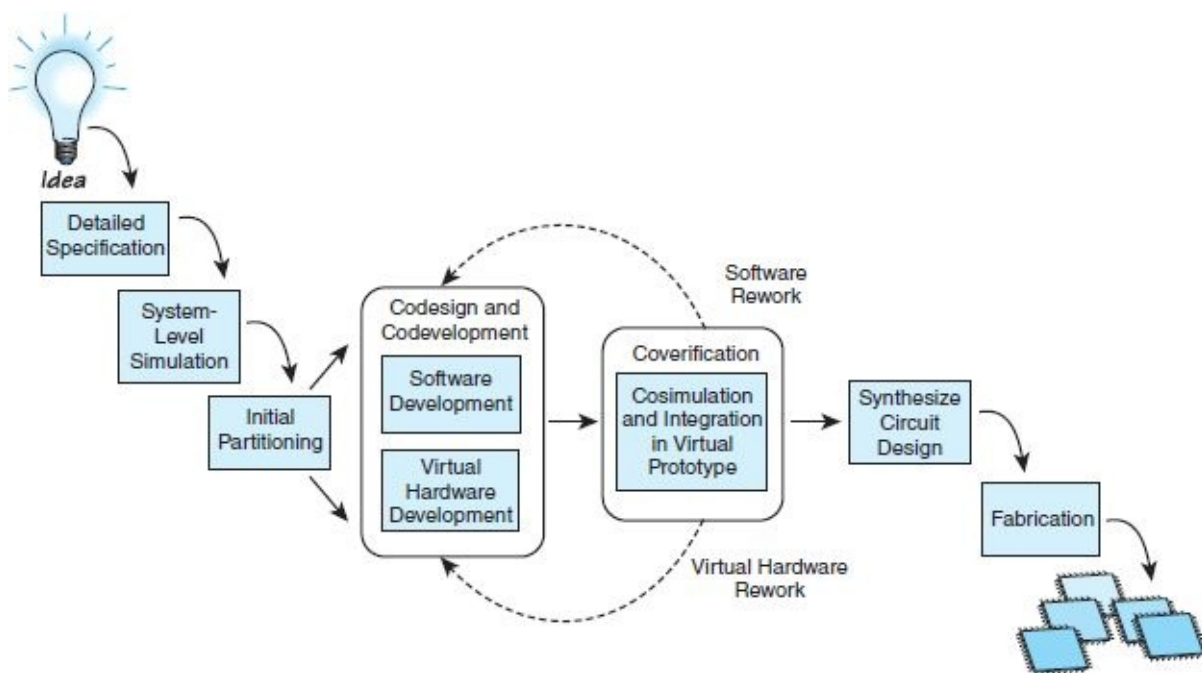 Idea
Detailed
Specification
System-
Level
Simulation
Initial
Partitioning
Codesign and
Codevelopment
Software
Development
Virtual
Hardware
Development
Software
Rework
Coverification
Cosimulation
and Integration
in Virtual
Prototype
Virtual Hardware
Rework
Synthesize
Circuit
Design
Fabrication